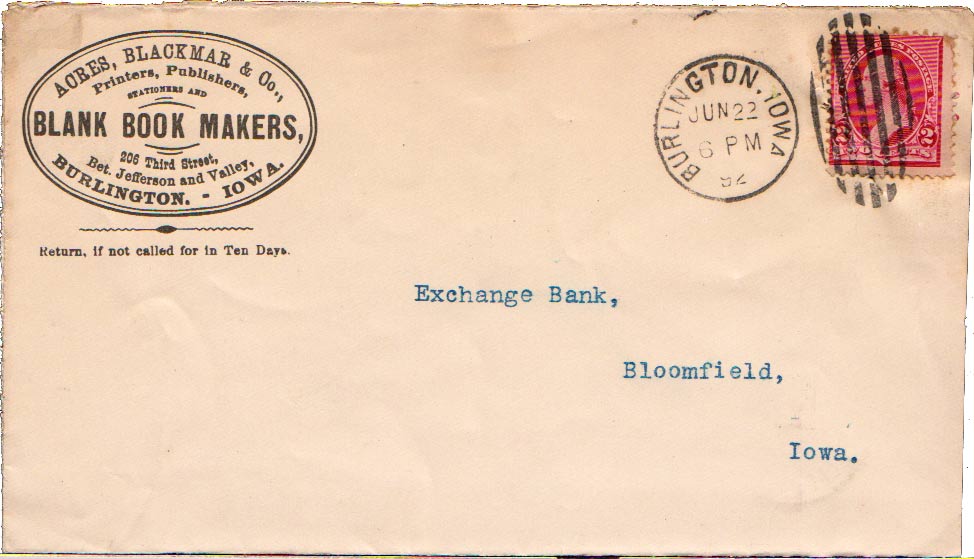 ACRES, BLACKMAR & Co.,
Printers, Publishers,
STATIONERS AND
BLANK BOOK MAKERS,
206 Third Street,
Bet. Jefferson and Valley,
BURLINGTON. - IOWA.
Return, if not called for in Ten Days.
BURLINGTON. IOWA
JUN 22
6 PM
92
2 2
Exchange Bank,
Bloomfield,
Iowa.